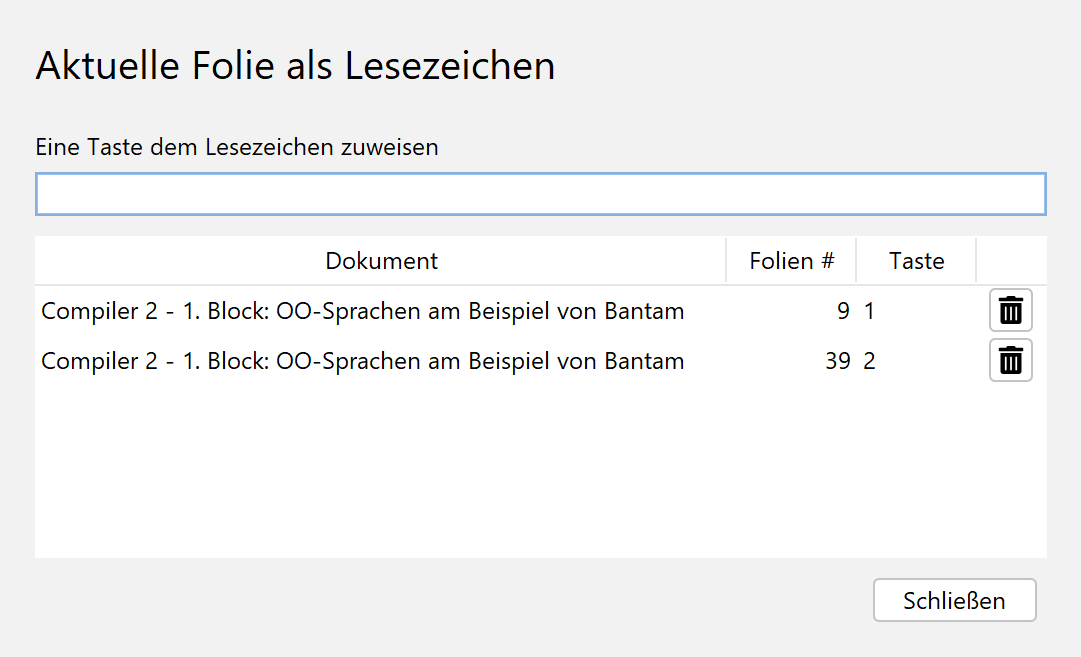 Aktuelle Folie als Lesezeichen
Eine Taste dem Lesezeichen zuweisen
Dokument Folien # Taste
Compiler 2 - 1. Block: OO-Sprachen am Beispiel von Bantam 9 1
Compiler 2 - 1. Block: OO-Sprachen am Beispiel von Bantam 39 2
Schließen